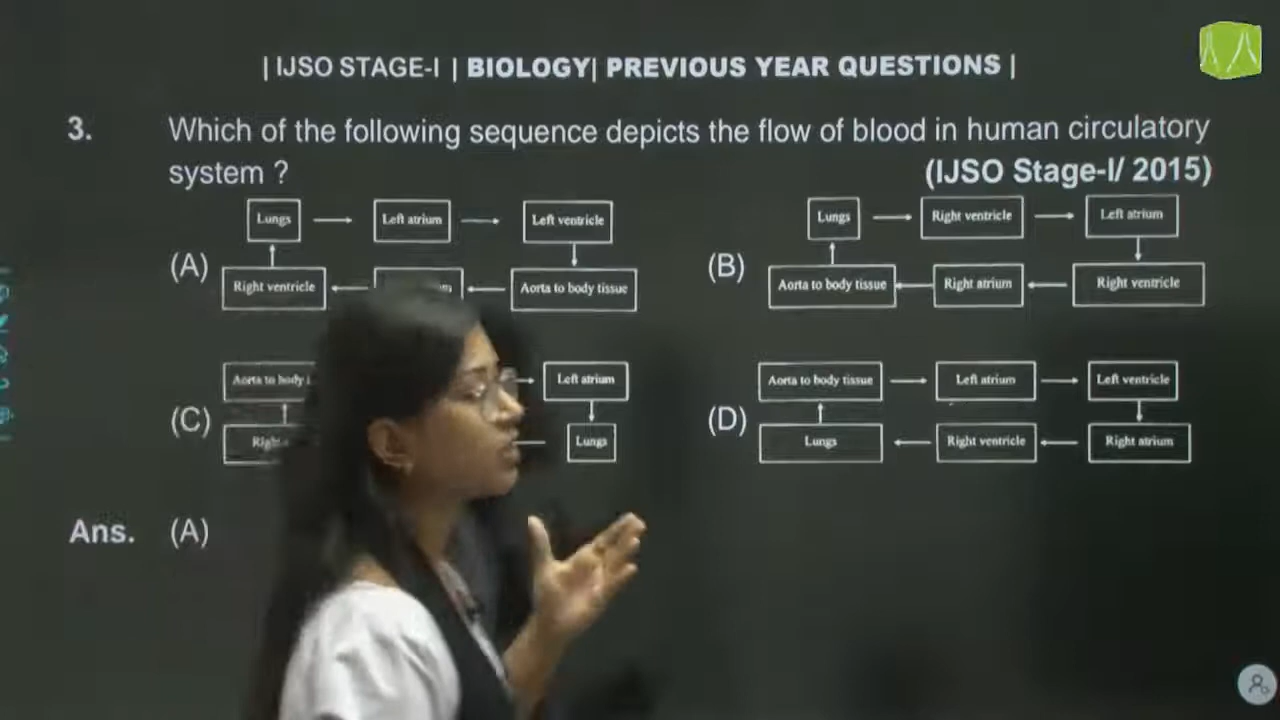 | IJSO STAGE-I | BIOLOGY| PREVIOUS YEAR QUESTIONS |
3. Which of the following sequence depicts the flow of blood in human circulatory
system ? (IJSO Stage-I/ 2015)
(A)
Lungs Left atrium Left ventricle
Right ventricle Aorta to body tissue
(B)
Lungs Right ventricle Left atrium
Aorta to body tissue Right atrium Right ventricle
(C)
Aorta to body Left atrium
Lungs
(D)
Aorta to body tissue Left atrium Left ventricle
Lungs Right ventricle Right atrium
Ans. (A)